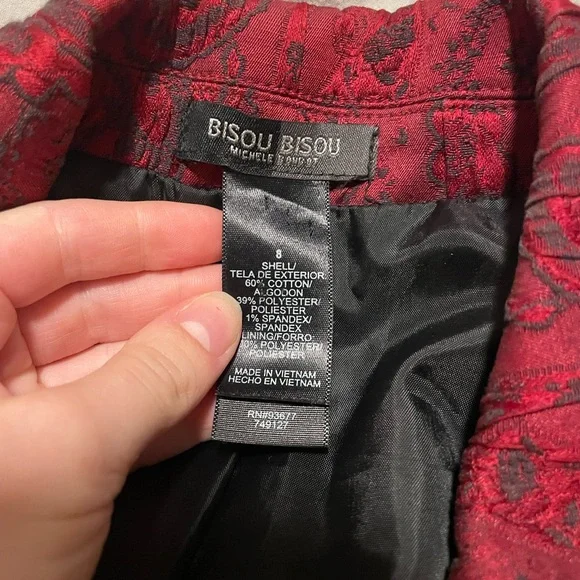 BISOU BISOU
MICHELE BOHBOT
8
SHELL/
TELA DE EXTERIOR
60% COTTON/
ALGODON
39% POLYESTER/
POLIESTER
1% SPANDEX/
SPANDEX
LINING/FORRO:
POLYESTER/
POLIESTER
MADE IN VIETNAM
HECHO EN VIETNAM
RN#93677
749127